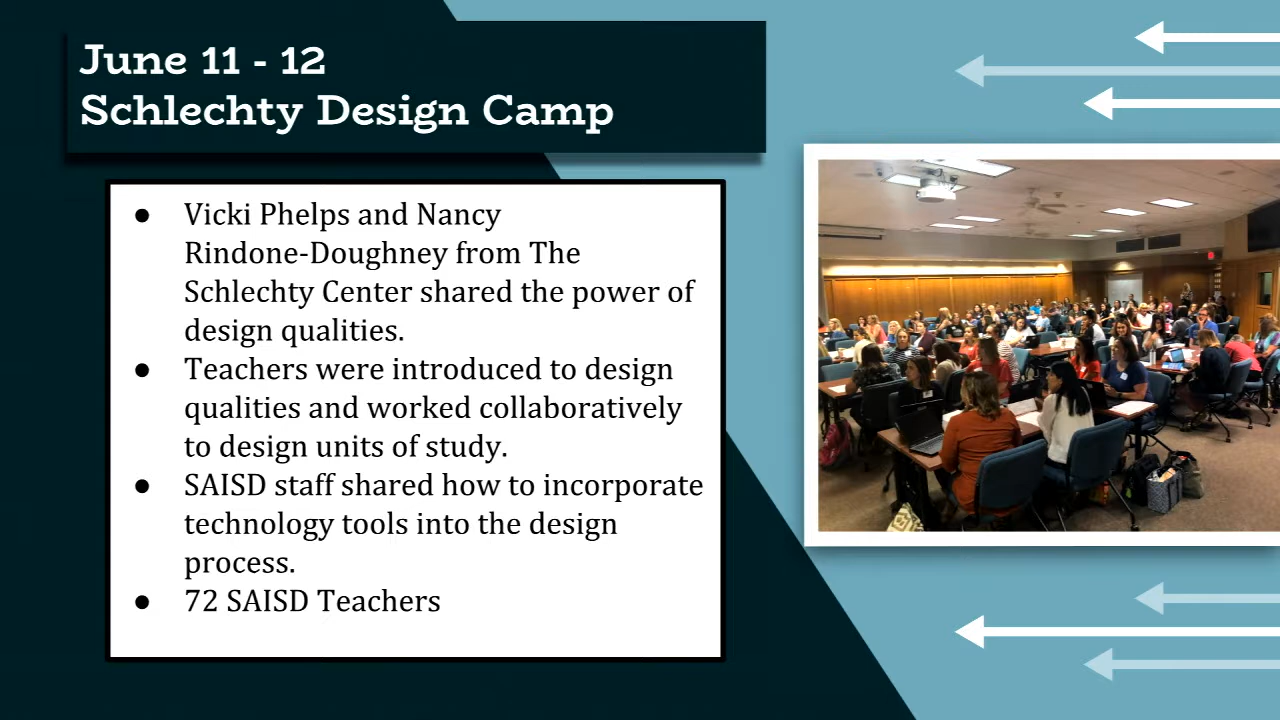 June 11 - 12
Schlechty Design Camp
● Vicki Phelps and Nancy
Rindone-Doughney from The
Schlechty Center shared the power of
design qualities.
● Teachers were introduced to design
qualities and worked collaboratively
to design units of study.
● SAISD staff shared how to incorporate
technology tools into the design
process.
● 72 SAISD Teachers